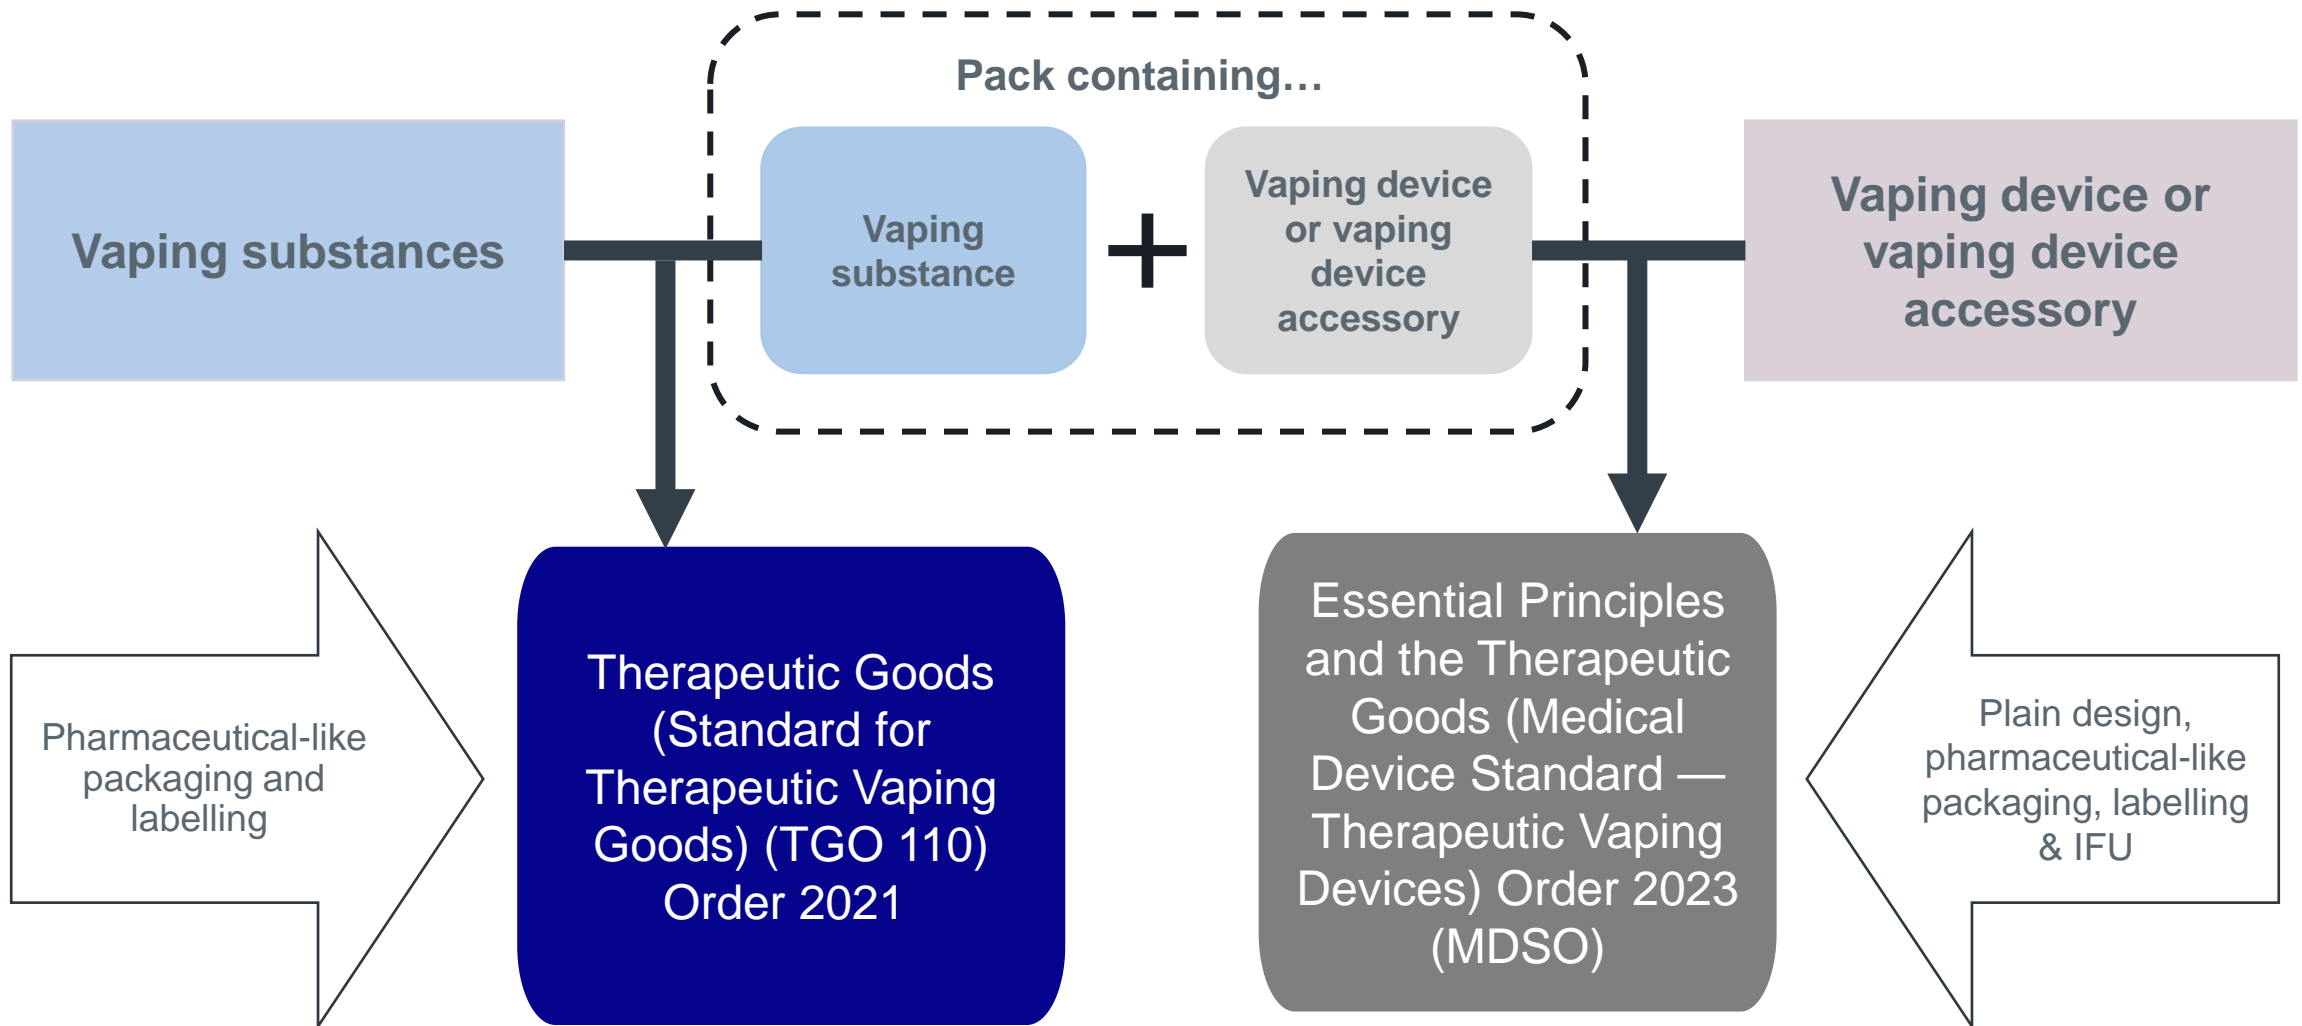 Pack containing…
Vaping substances
Vaping
substance
Vaping device
or vaping
device
accessory
Vaping device or
vaping device
accessory
Pharmaceutical-like
packaging and
labelling
Therapeutic Goods
(Standard for
Therapeutic Vaping
Goods) (TGO 110)
Order 2021
Essential Principles
and the Therapeutic
Goods (Medical
Device Standard —
Therapeutic Vaping
Devices) Order 2023
(MDSO)
Plain design,
pharmaceutical-like
packaging, labelling
& IFU